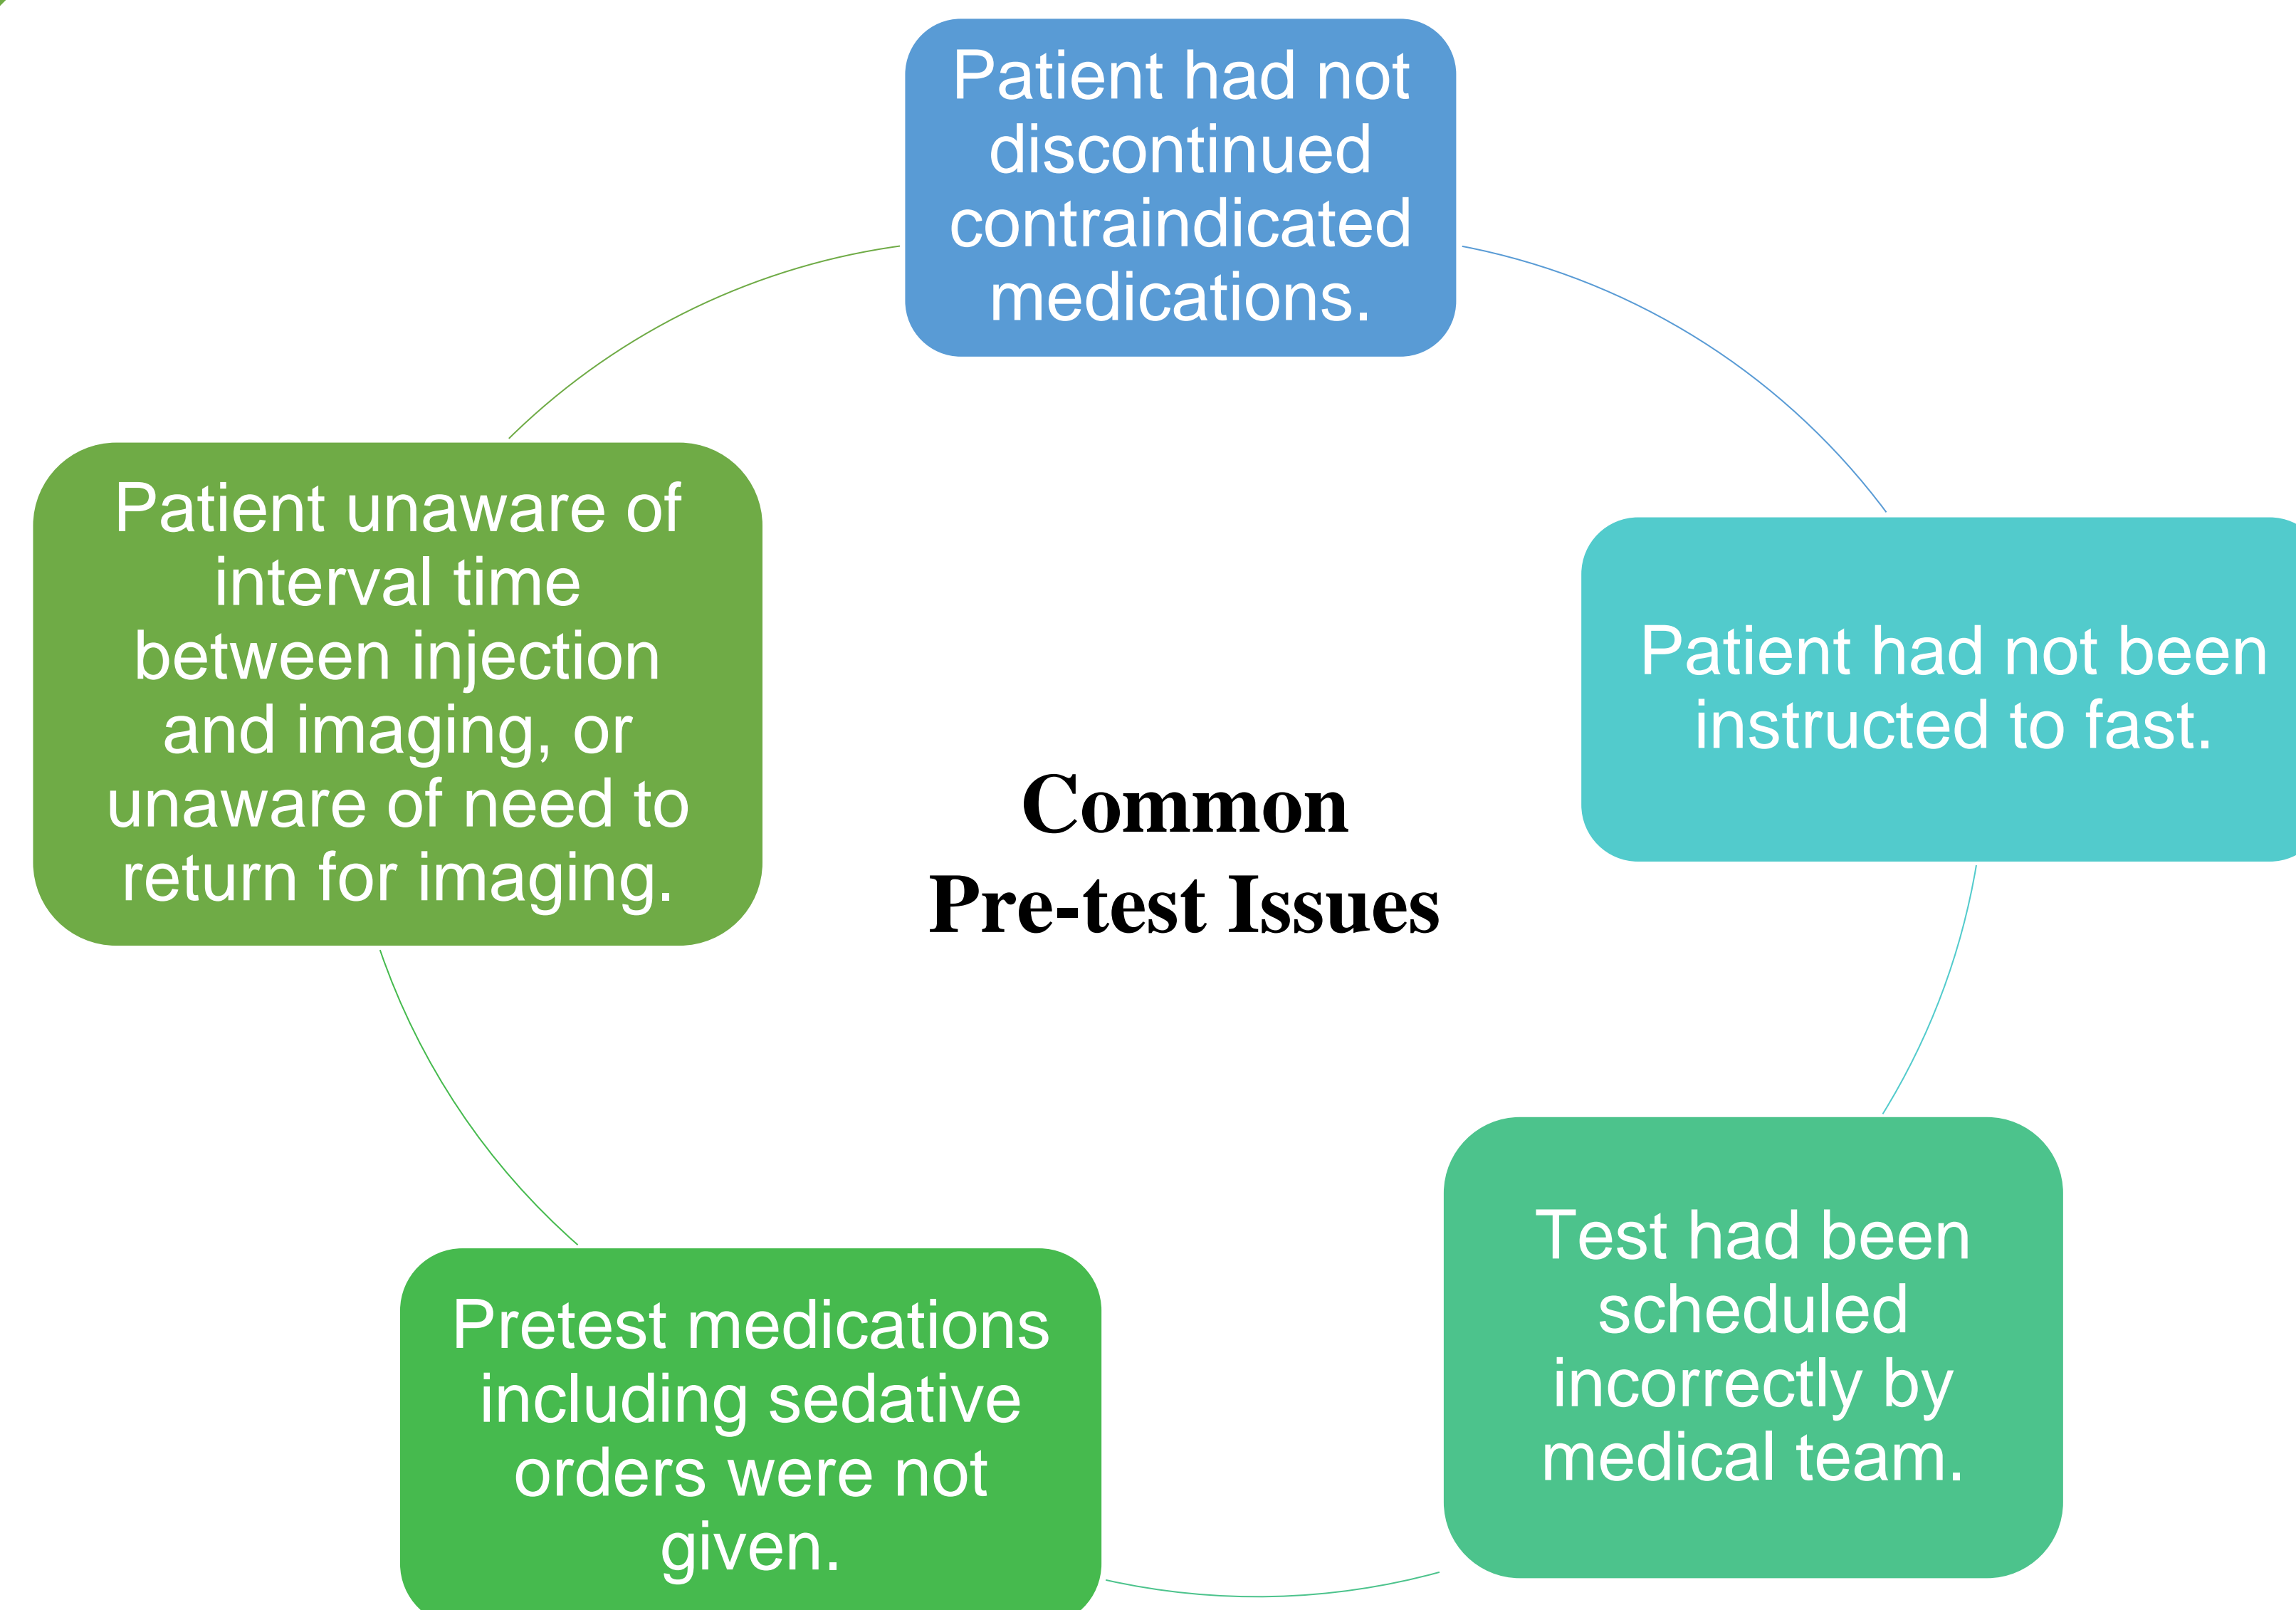 Patient had not
discontinued
contraindicated
medications.
Patient had not been
instructed to fast.
Test had been
scheduled
incorrectly by
medical team.
Pretest medications
including sedative
orders were not
given.
Patient unaware of
interval time
between injection
and imaging, or
unaware of need to
return for imaging.
Common
Pre-test Issues